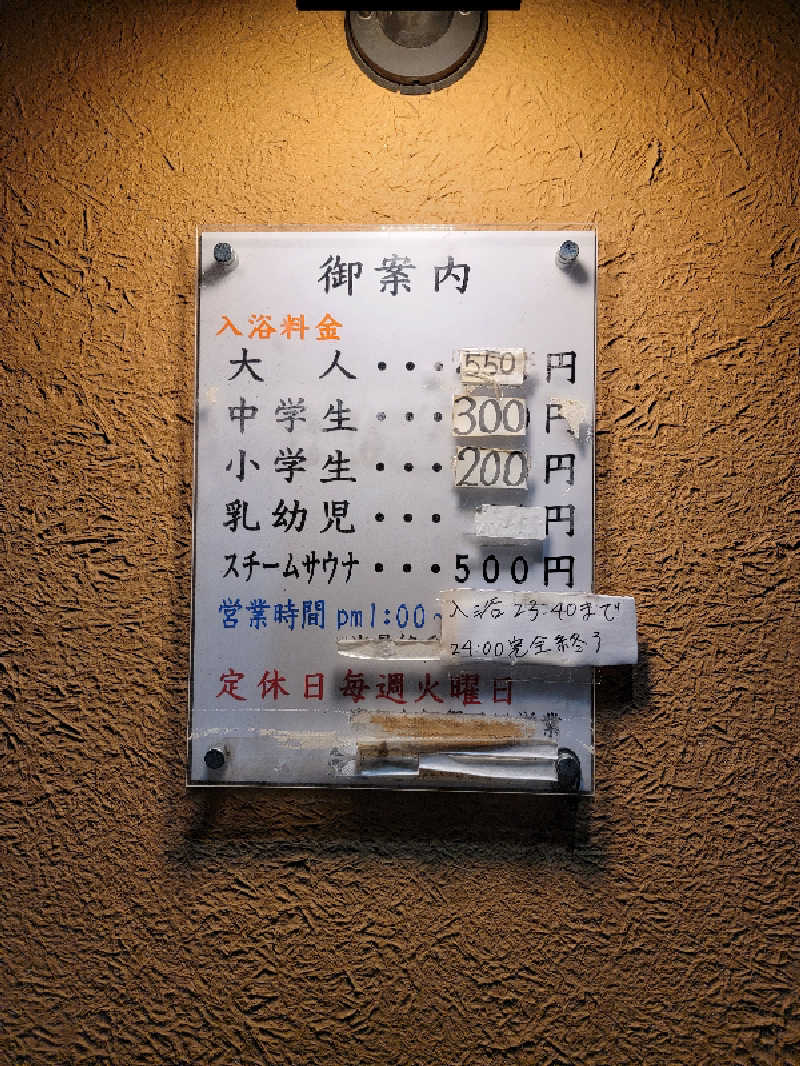 御案内
入浴料金
大人・・・550円
中学生・・・300円
小学生・・・200円
乳幼児・・・円
スチームサウナ・・・500円
営業時間 pm1:00~
入浴 23:40まで
24:00完全終了
定休日毎週火曜日
業